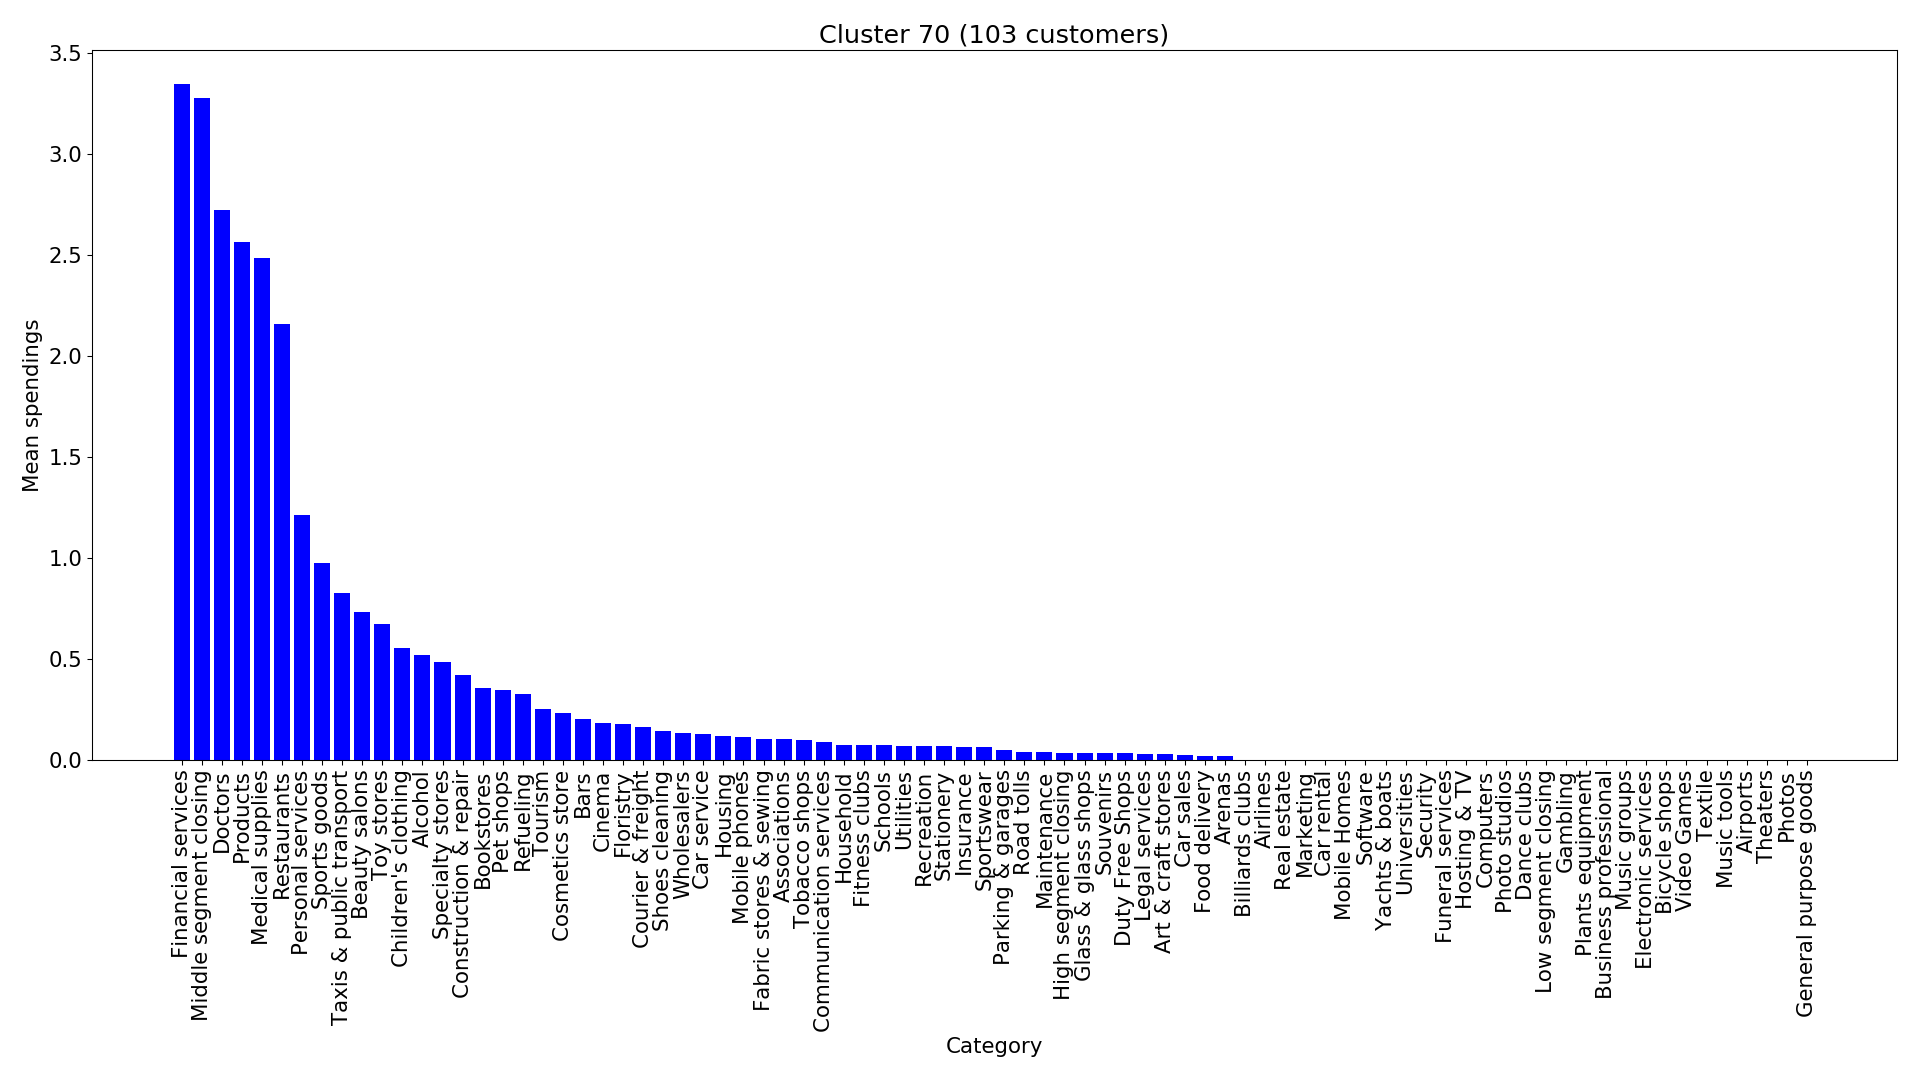 Cluster 70 (103 customers)
3.5
3.0
2.5
2.0
1.5
1.0
0.5
0.0
Mean spendings
Financial services
Middle segment closing
Doctors
Products
Medical supplies
Restaurants
Personal services
Sports goods
Taxis & public transport
Beauty salons
Toy stores
Children's clothing
Alcohol
Specialty stores
Construction & repair
Bookstores
Pet shops
Refueling
Tourism
Cosmetics store
Bars
Cinema
Floristry
Courier & freight
Shoes cleaning
Wholesalers
Car service
Housing
Mobile phones
Fabric stores & sewing
Associations
Tobacco shops
Communication services
Household
Fitness clubs
Schools
Utilities
Recreation
Stationery
Insurance
Sportswear
Parking & garages
Road tolls
Maintenance
High segment closing
Glass & glass shops
Souvenirs
Duty Free Shops
Legal services
Art & craft stores
Car sales
Food delivery
Arenas
Billiards clubs
Airlines
Real estate
Marketing
Car rental
Mobile Homes
Software
Yachts & boats
Universities
Security
Funeral services
Hosting & TV
Computers
Photo studios
Dance clubs
Low segment closing
Gambling
Plants equipment
Business professional
Music groups
Electronic services
Bicycle shops
Video Games
Textile
Music tools
Airports
Theaters
Photos
General purpose goods
Category